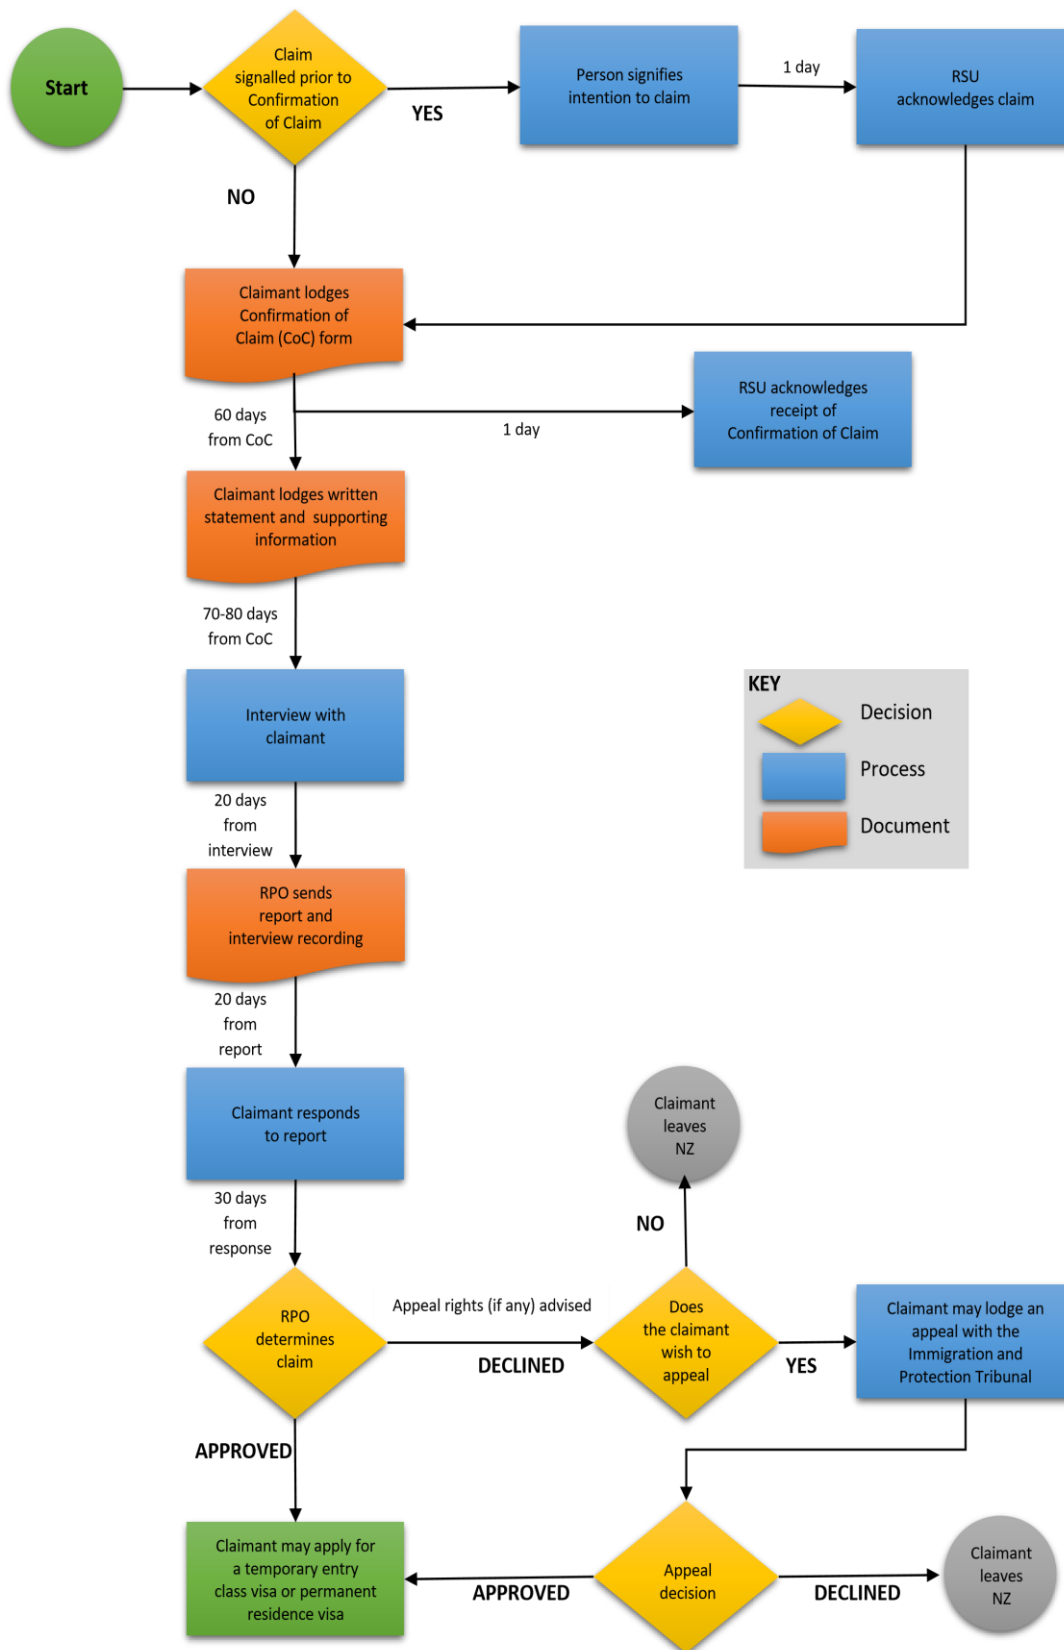 Start
Claim
signalled prior to
Confirmation
of Claim
YES
Person signifies
intention to claim
1 day
RSU
acknowledges claim
NO
Claimant lodges
Confirmation of
Claim (CoC) form
60 days
from CoC
1 day
RSU acknowledges
receipt of
Confirmation of Claim
Claimant lodges written
statement and supporting
information
70-80 days
from CoC
Interview with
claimant
KEY
Decision
Process
Document
20 days
from
interview
RPO sends
report and
interview recording
20 days
from
report
Claimant responds
to report
Claimant
leaves
NZ
30 days
from
response
NO
RPO
determines
claim
Appeal rights (if any) advised
DECLINED
Does
the claimant
wish to
appeal
YES
Claimant may lodge an
appeal with the
Immigration and
Protection Tribunal
APPROVED
Claimant may apply for
a temporary entry
class visa or permanent
residence visa
APPROVED
Appeal
decision
DECLINED
Claimant
leaves
NZ